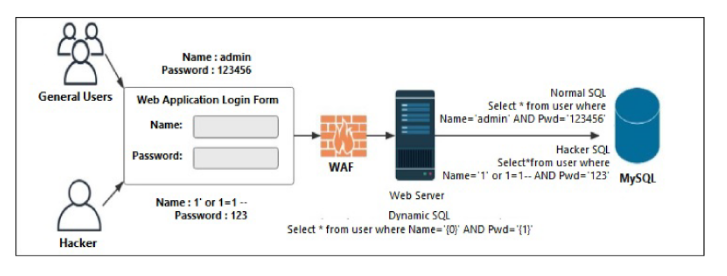 Name : admin
Password : 123456
General Users
Web Application Login Form
Name:
Password:
WAF
Web Server
Normal SQL
Select * from user where
Name='admin' AND Pwd='123456'
Hacker SQL
Select*from user where
Name='1' or 1=1-- AND Pwd='123'
MySQL
Name : 1' or 1=1 --
Password : 123
Hacker
Dynamic SQL
Select * from user where Name='{0}' AND Pwd='{1}'